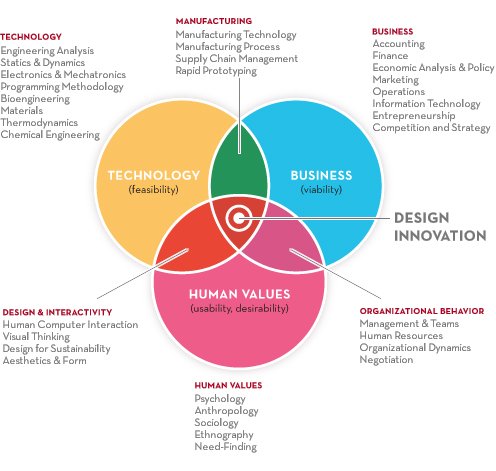 MANUFACTURING
Manufacturing Technology
Manufacturing Process
Supply Chain Management
Rapid Prototyping
TECHNOLOGY
Engineering Analysis
Statics & Dynamics
Electronics & Mechatronics
Programming Methodology
Bioengineering
Materials
Thermodynamics
Chemical Engineering
BUSINESS
Accounting
Finance
Economic Analysis & Policy
Marketing
Operations
Information Technology
Entrepreneurship
Competition and Strategy
TECHNOLOGY
(feasibility)
BUSINESS
(viability)
DESIGN
INNOVATION
HUMAN VALUES
(usability, desirability)
DESIGN & INTERACTIVITY
Human Computer Interaction
Visual Thinking
Design for Sustainability
Aesthetics & Form
ORGANIZATIONAL BEHAVIOR
Management & Teams
Human Resources
Organizational Dynamics
Negotiation
HUMAN VALUES
Psychology
Anthropology
Sociology
Ethnography
Need-Finding